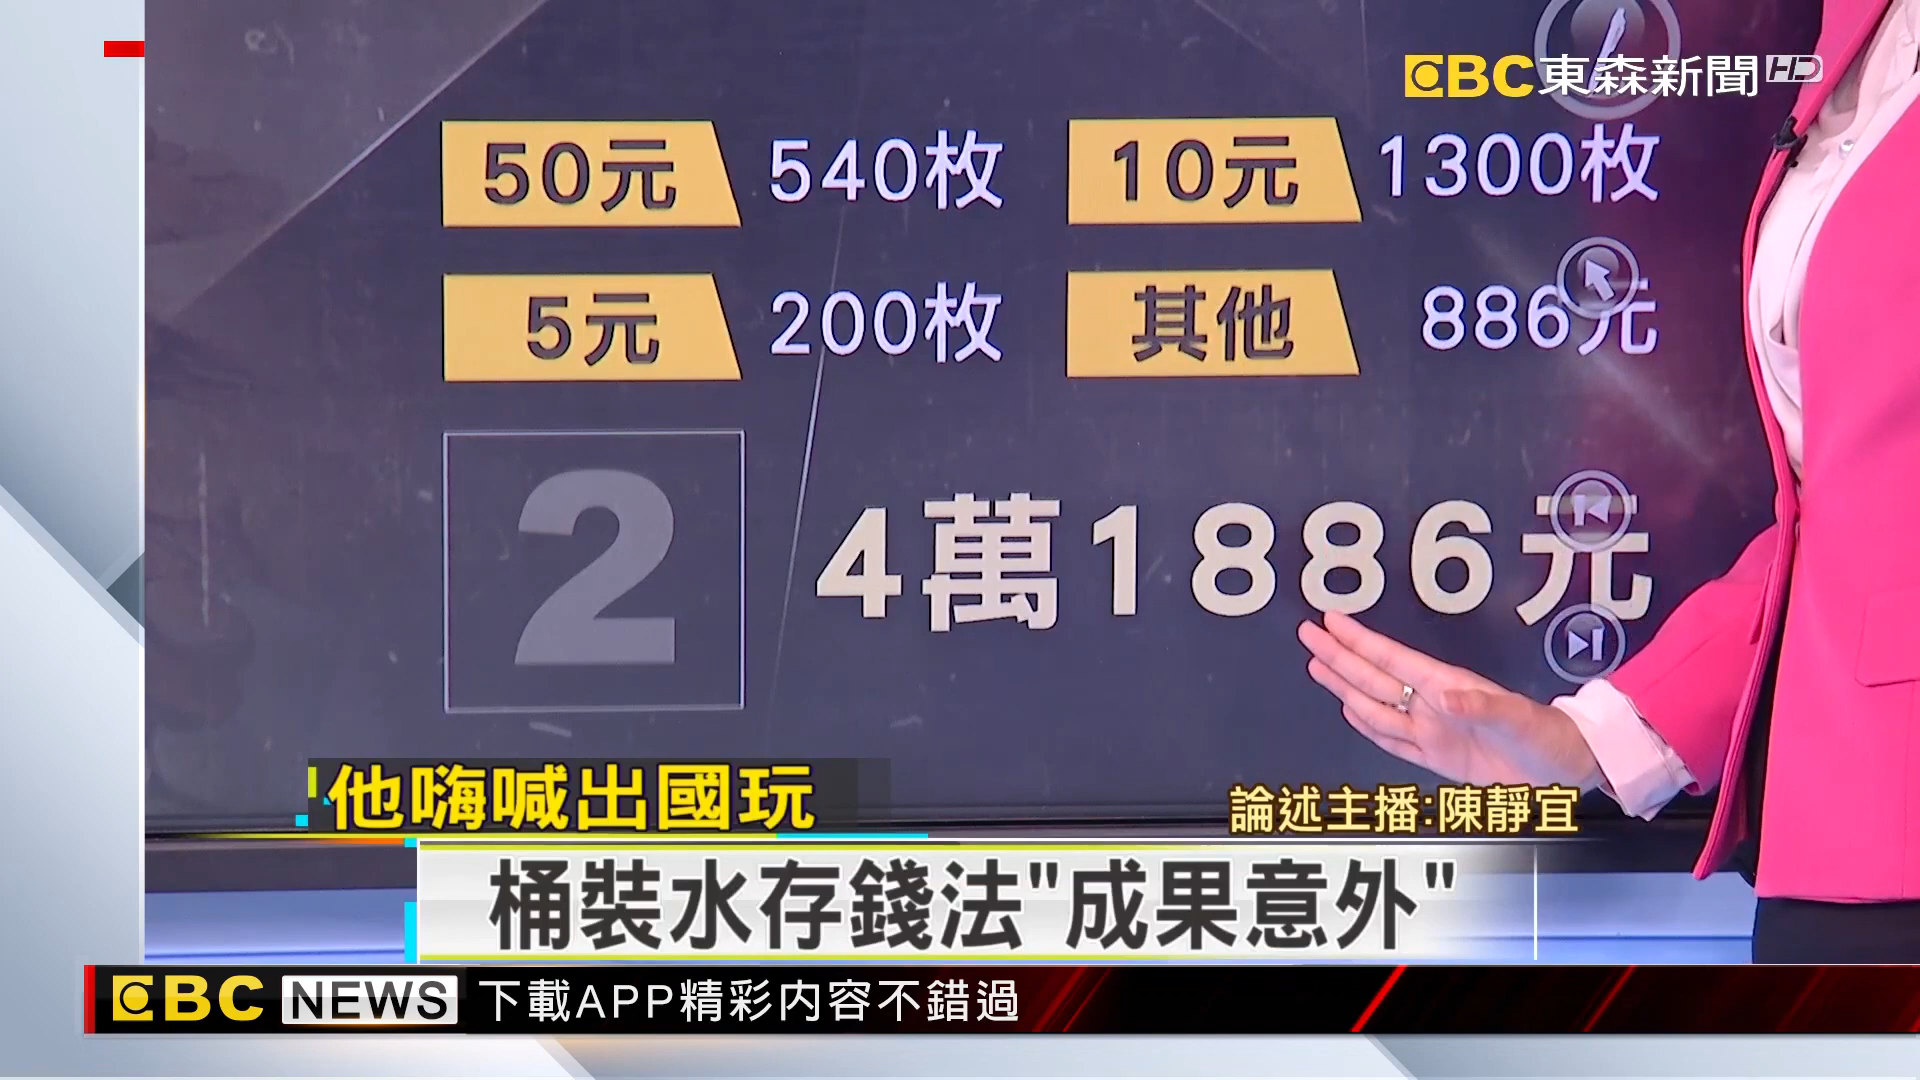 EBC東森新聞HD
50元 540枚 10元 1300枚
5元 200枚 其他 886元
2 4萬1886元
他嗨喊出國玩
論述主播:陳靜宜
桶裝水存錢法"成果意外"
EBC NEWS 下載APP精彩內容不錯過